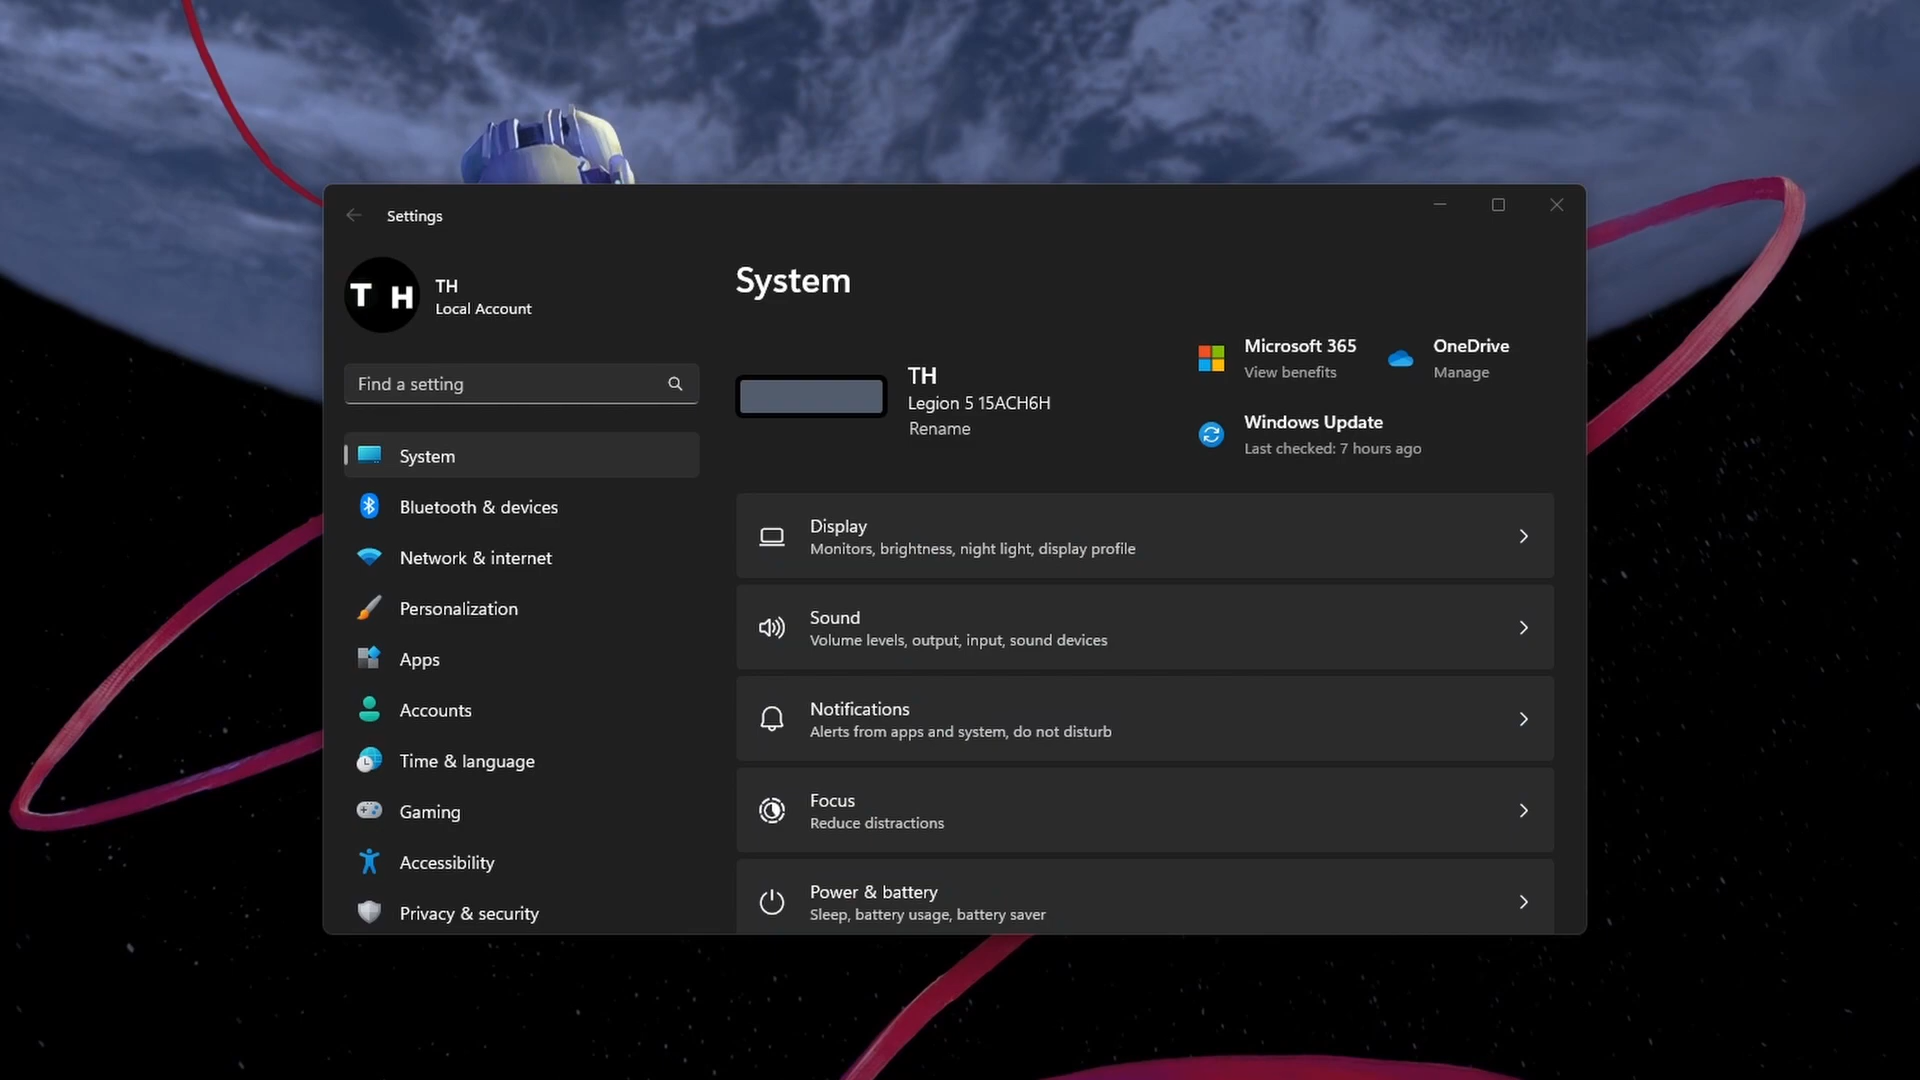 Settings
T H
TH
Local Account
Find a setting
System
Bluetooth & devices
Network & internet
Personalization
Apps
Accounts
Time & language
Gaming
Accessibility
Privacy & security
System
TH
Legion 5 15ACH6H
Rename
Microsoft 365
View benefits
OneDrive
Manage
Windows Update
Last checked: 7 hours ago
Display
Monitors, brightness, night light, display profile
Sound
Volume levels, output, input, sound devices
Notifications
Alerts from apps and system, do not disturb
Focus
Reduce distractions
Power & battery
Sleep, battery usage, battery saver